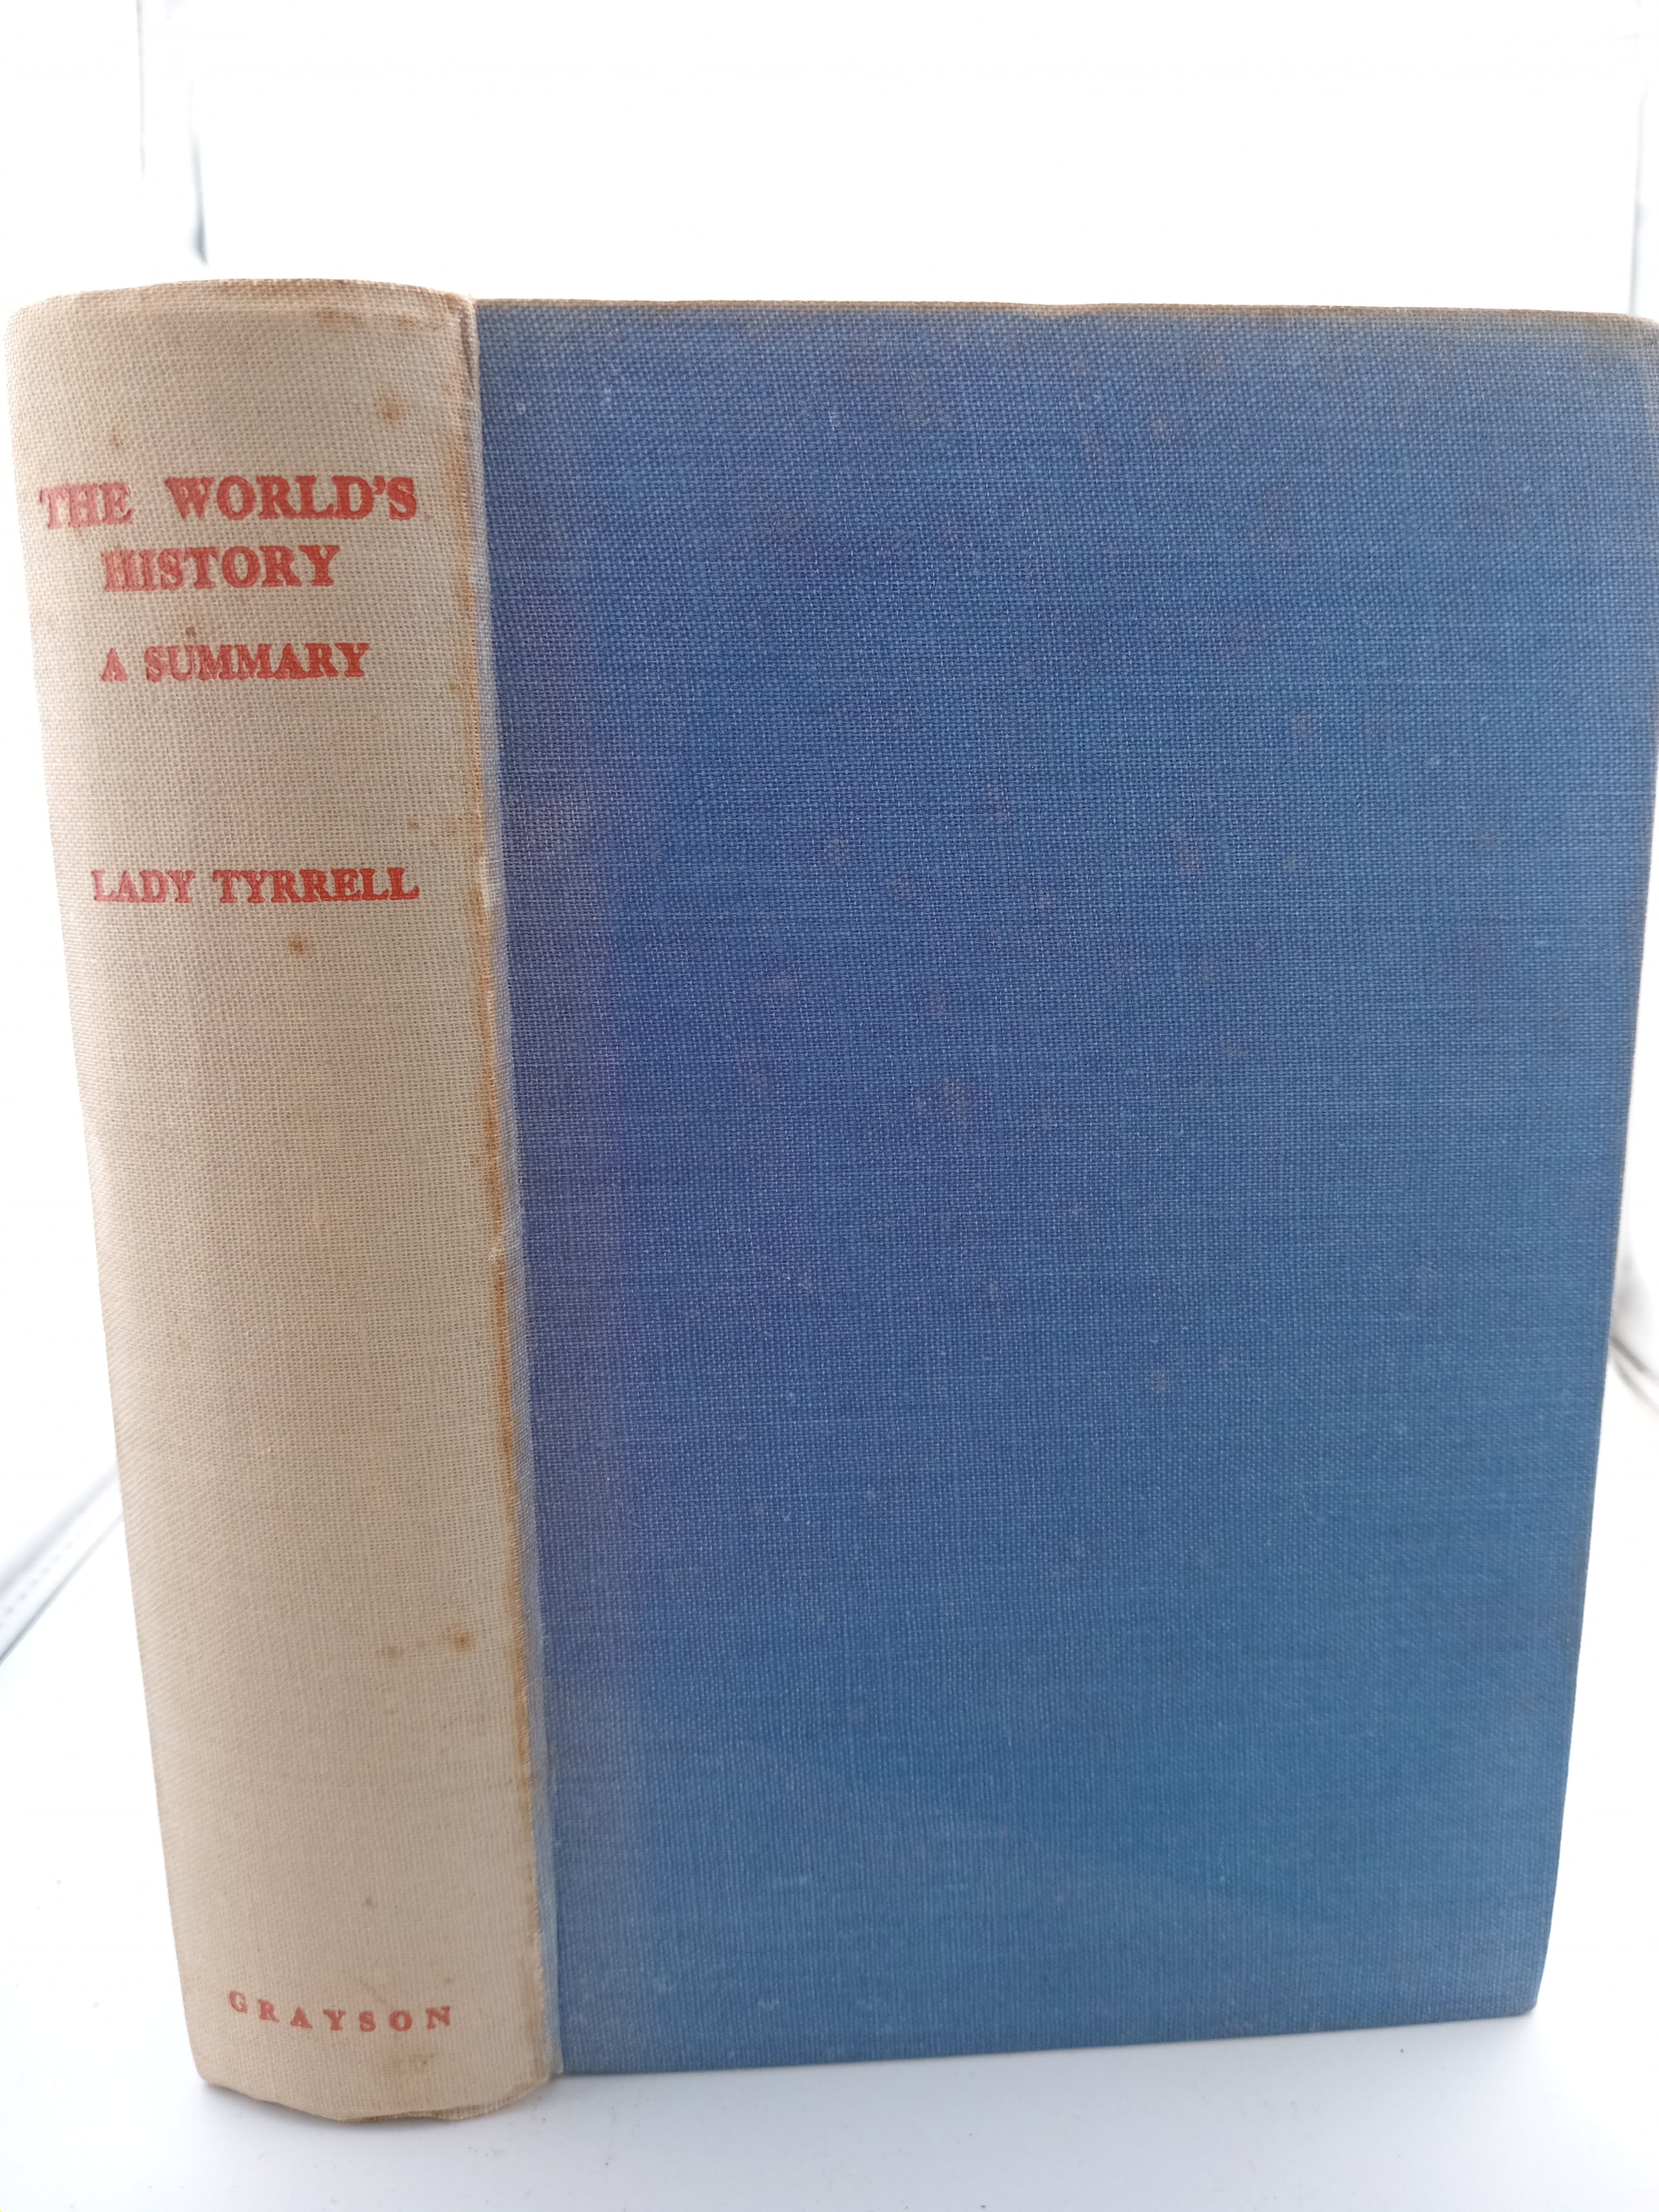 THE WORLD'S
HISTORY
A SUMMARY
LADY TYRRELL
GRAYSON